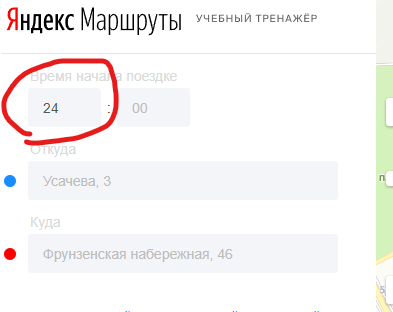 Яндекс Маршруты УЧЕБНЫЙ ТРЕНАЖЁР
Время начала поездке
24 : 00
Откуда
Усачева, 3
Куда
Фрунзенская набережная, 46